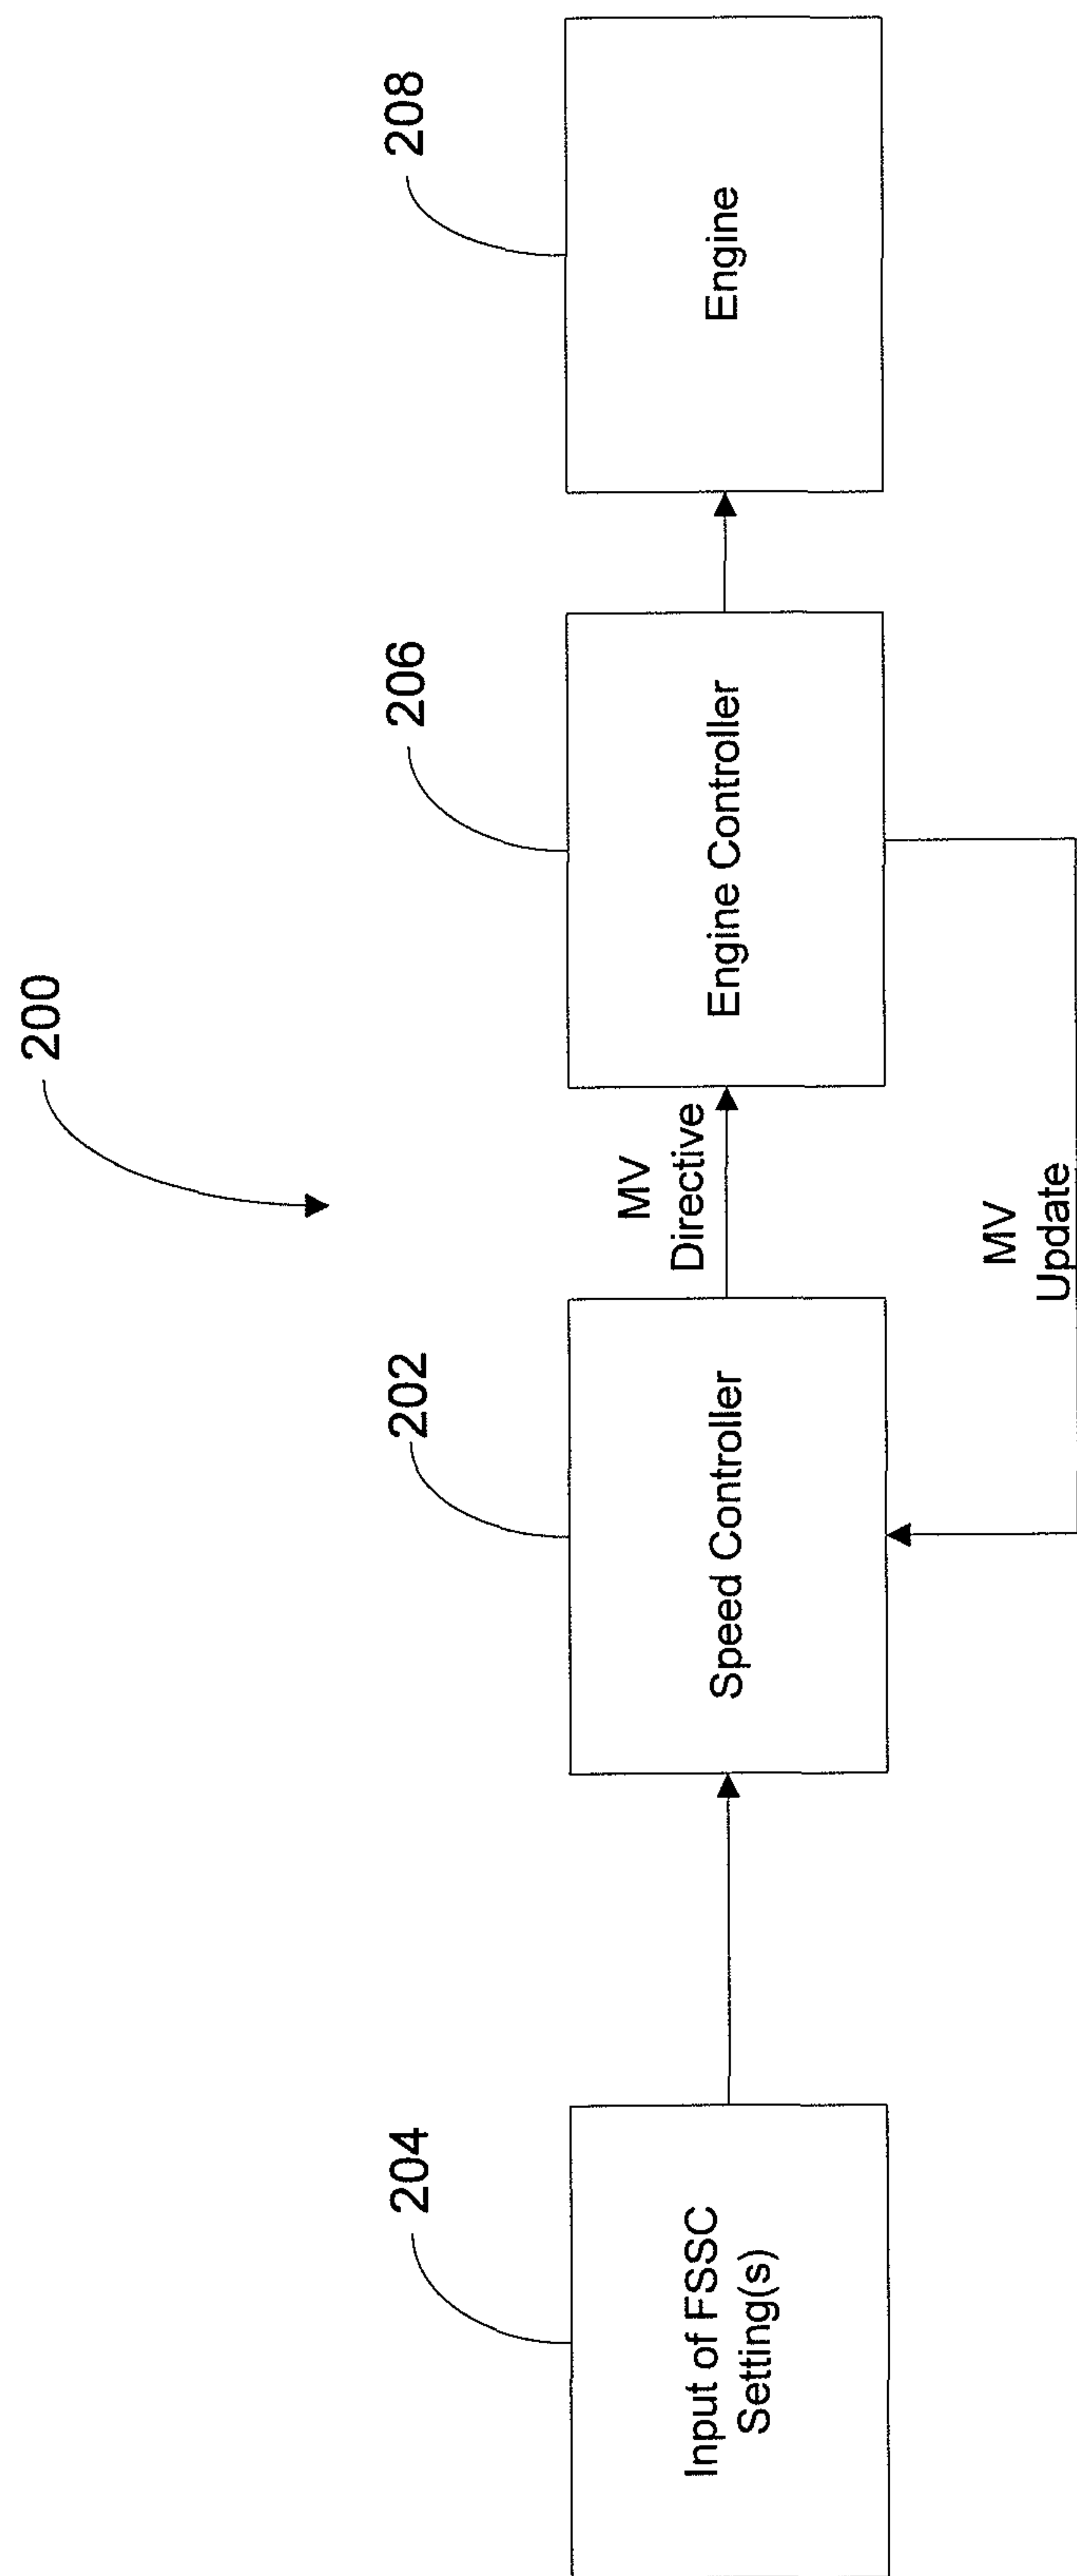 200
204
202
206
208
Input of FSSC
Setting(s)
Speed Controller
MV
Directive
Engine Controller
Engine
MV
Update